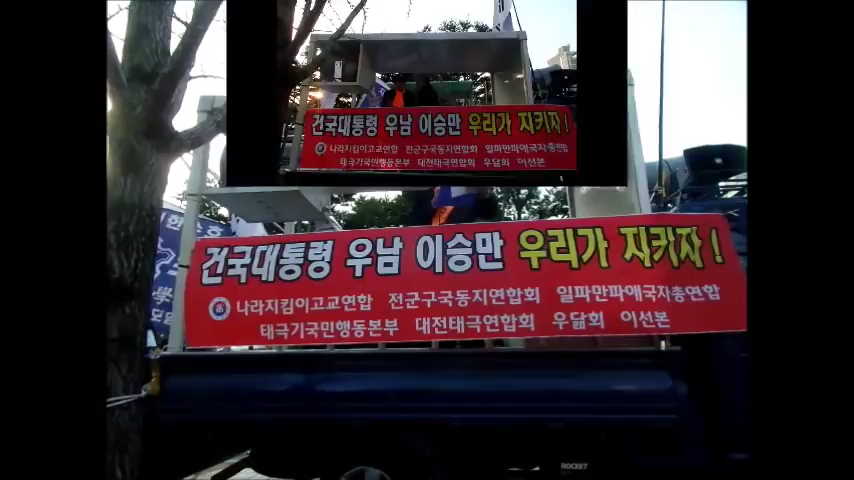 건국대통령 우남 이승만 우리가 지키자!
나라지킴이고교연합 전군구국동지연합회 일파만파애국자총연합
태극기국민행동본부 대전태극연합회 우담회 이선본
건국대통령 우남 이승만 우리가 지키자!
나라지킴이고교연합 전군구국동지연합회 일파만파애국자총연합
태극기국민행동본부 대전태극연합회 우닮회 이선본
ROCKET